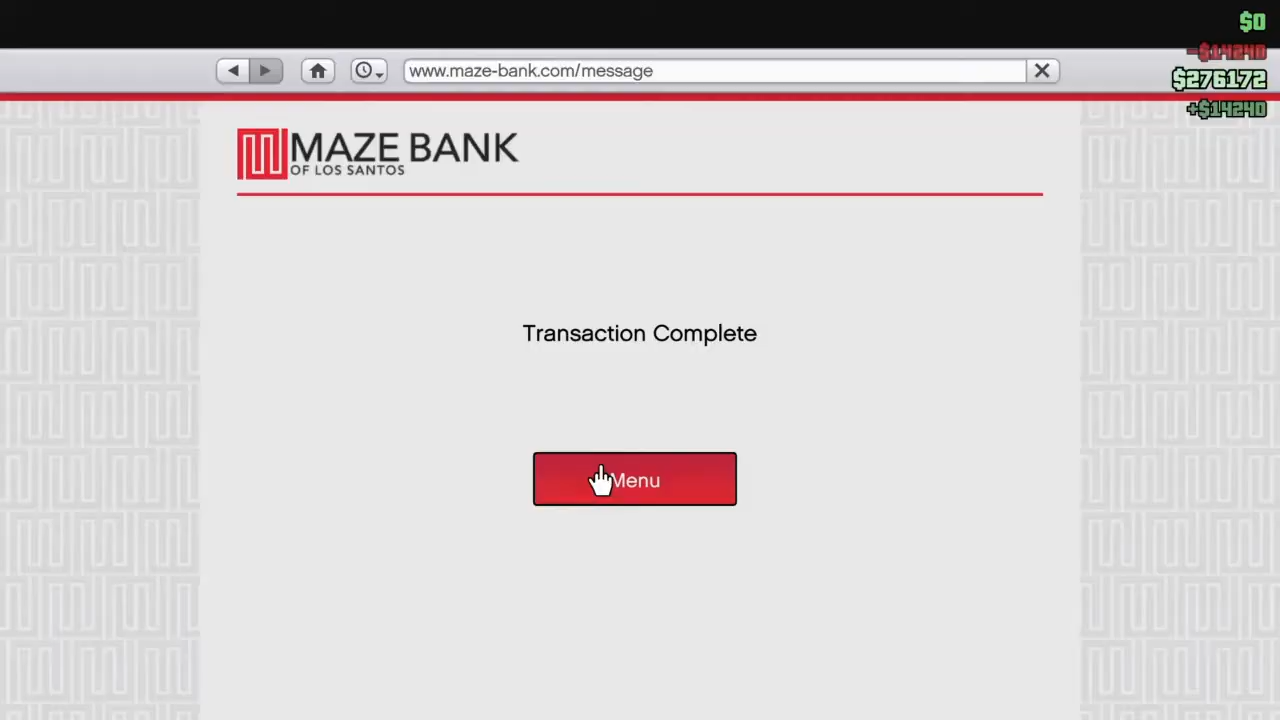 $0
-$14240
www.maze-bank.com/message
$276172
+$14240
MAZE BANK
OF LOS SANTOS
Transaction Complete
Menu